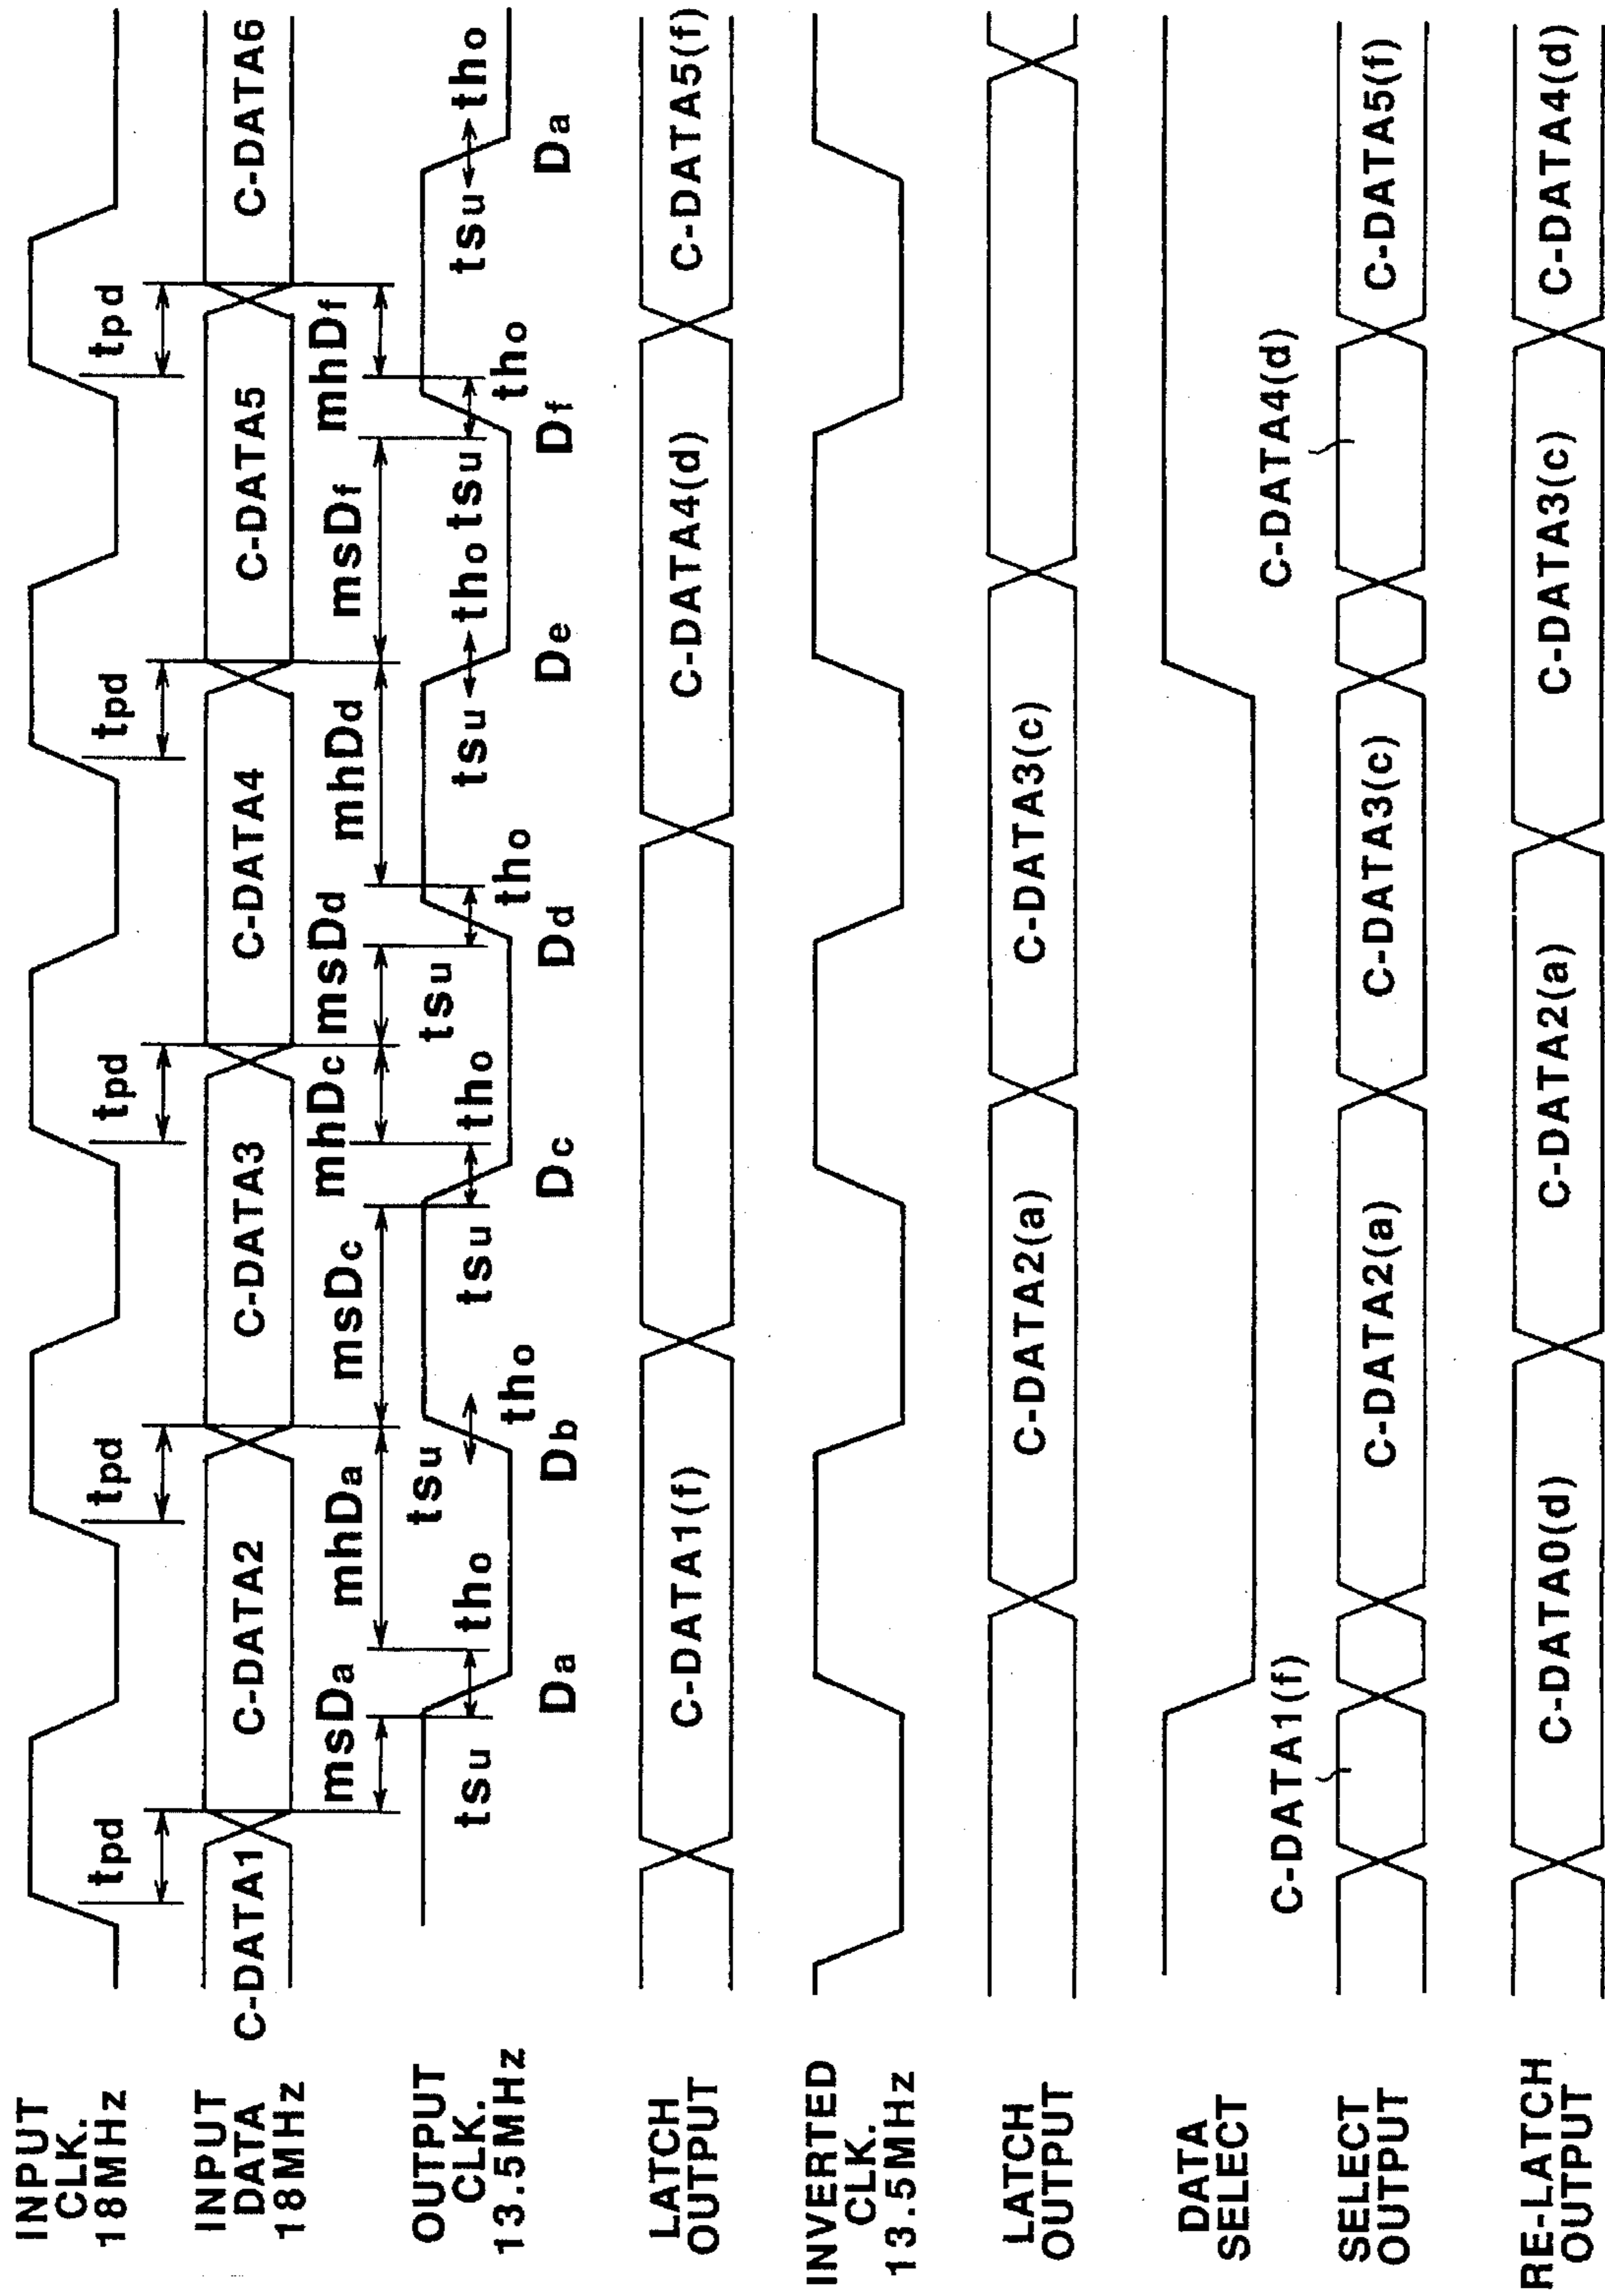 INPUT
CLK.
18MHz
tpd
tpd
tpd
tpd
tpd
INPUT
DATA
18MHz
C-DATA1
C-DATA2
C-DATA3
C-DATA4
C-DATA5
C-DATA6
msDa
mhDa
msDc
mhDc
msDd
mhDd
msDf
mhDf
OUTPUT
CLK.
13.5MHz
tsu
tho
tsu
tho
tsu
tho
tsu
tho
tsu
tho
tsu
tho
tsu
tho
Da
Db
Dc
Dd
De
Df
Da
LATCH
OUTPUT
C-DATA1(f)
C-DATA4(d)
C-DATA5(f)
INVERTED
CLK.
13.5MHz
LATCH
OUTPUT
C-DATA2(a)
C-DATA3(c)
DATA
SELECT
C-DATA1(f)
C-DATA4(d)
SELECT
OUTPUT
C-DATA2(a)
C-DATA3(c)
C-DATA5(f)
RE-LATCH
OUTPUT
C-DATA0(d)
C-DATA2(a)
C-DATA3(c)
C-DATA4(d)